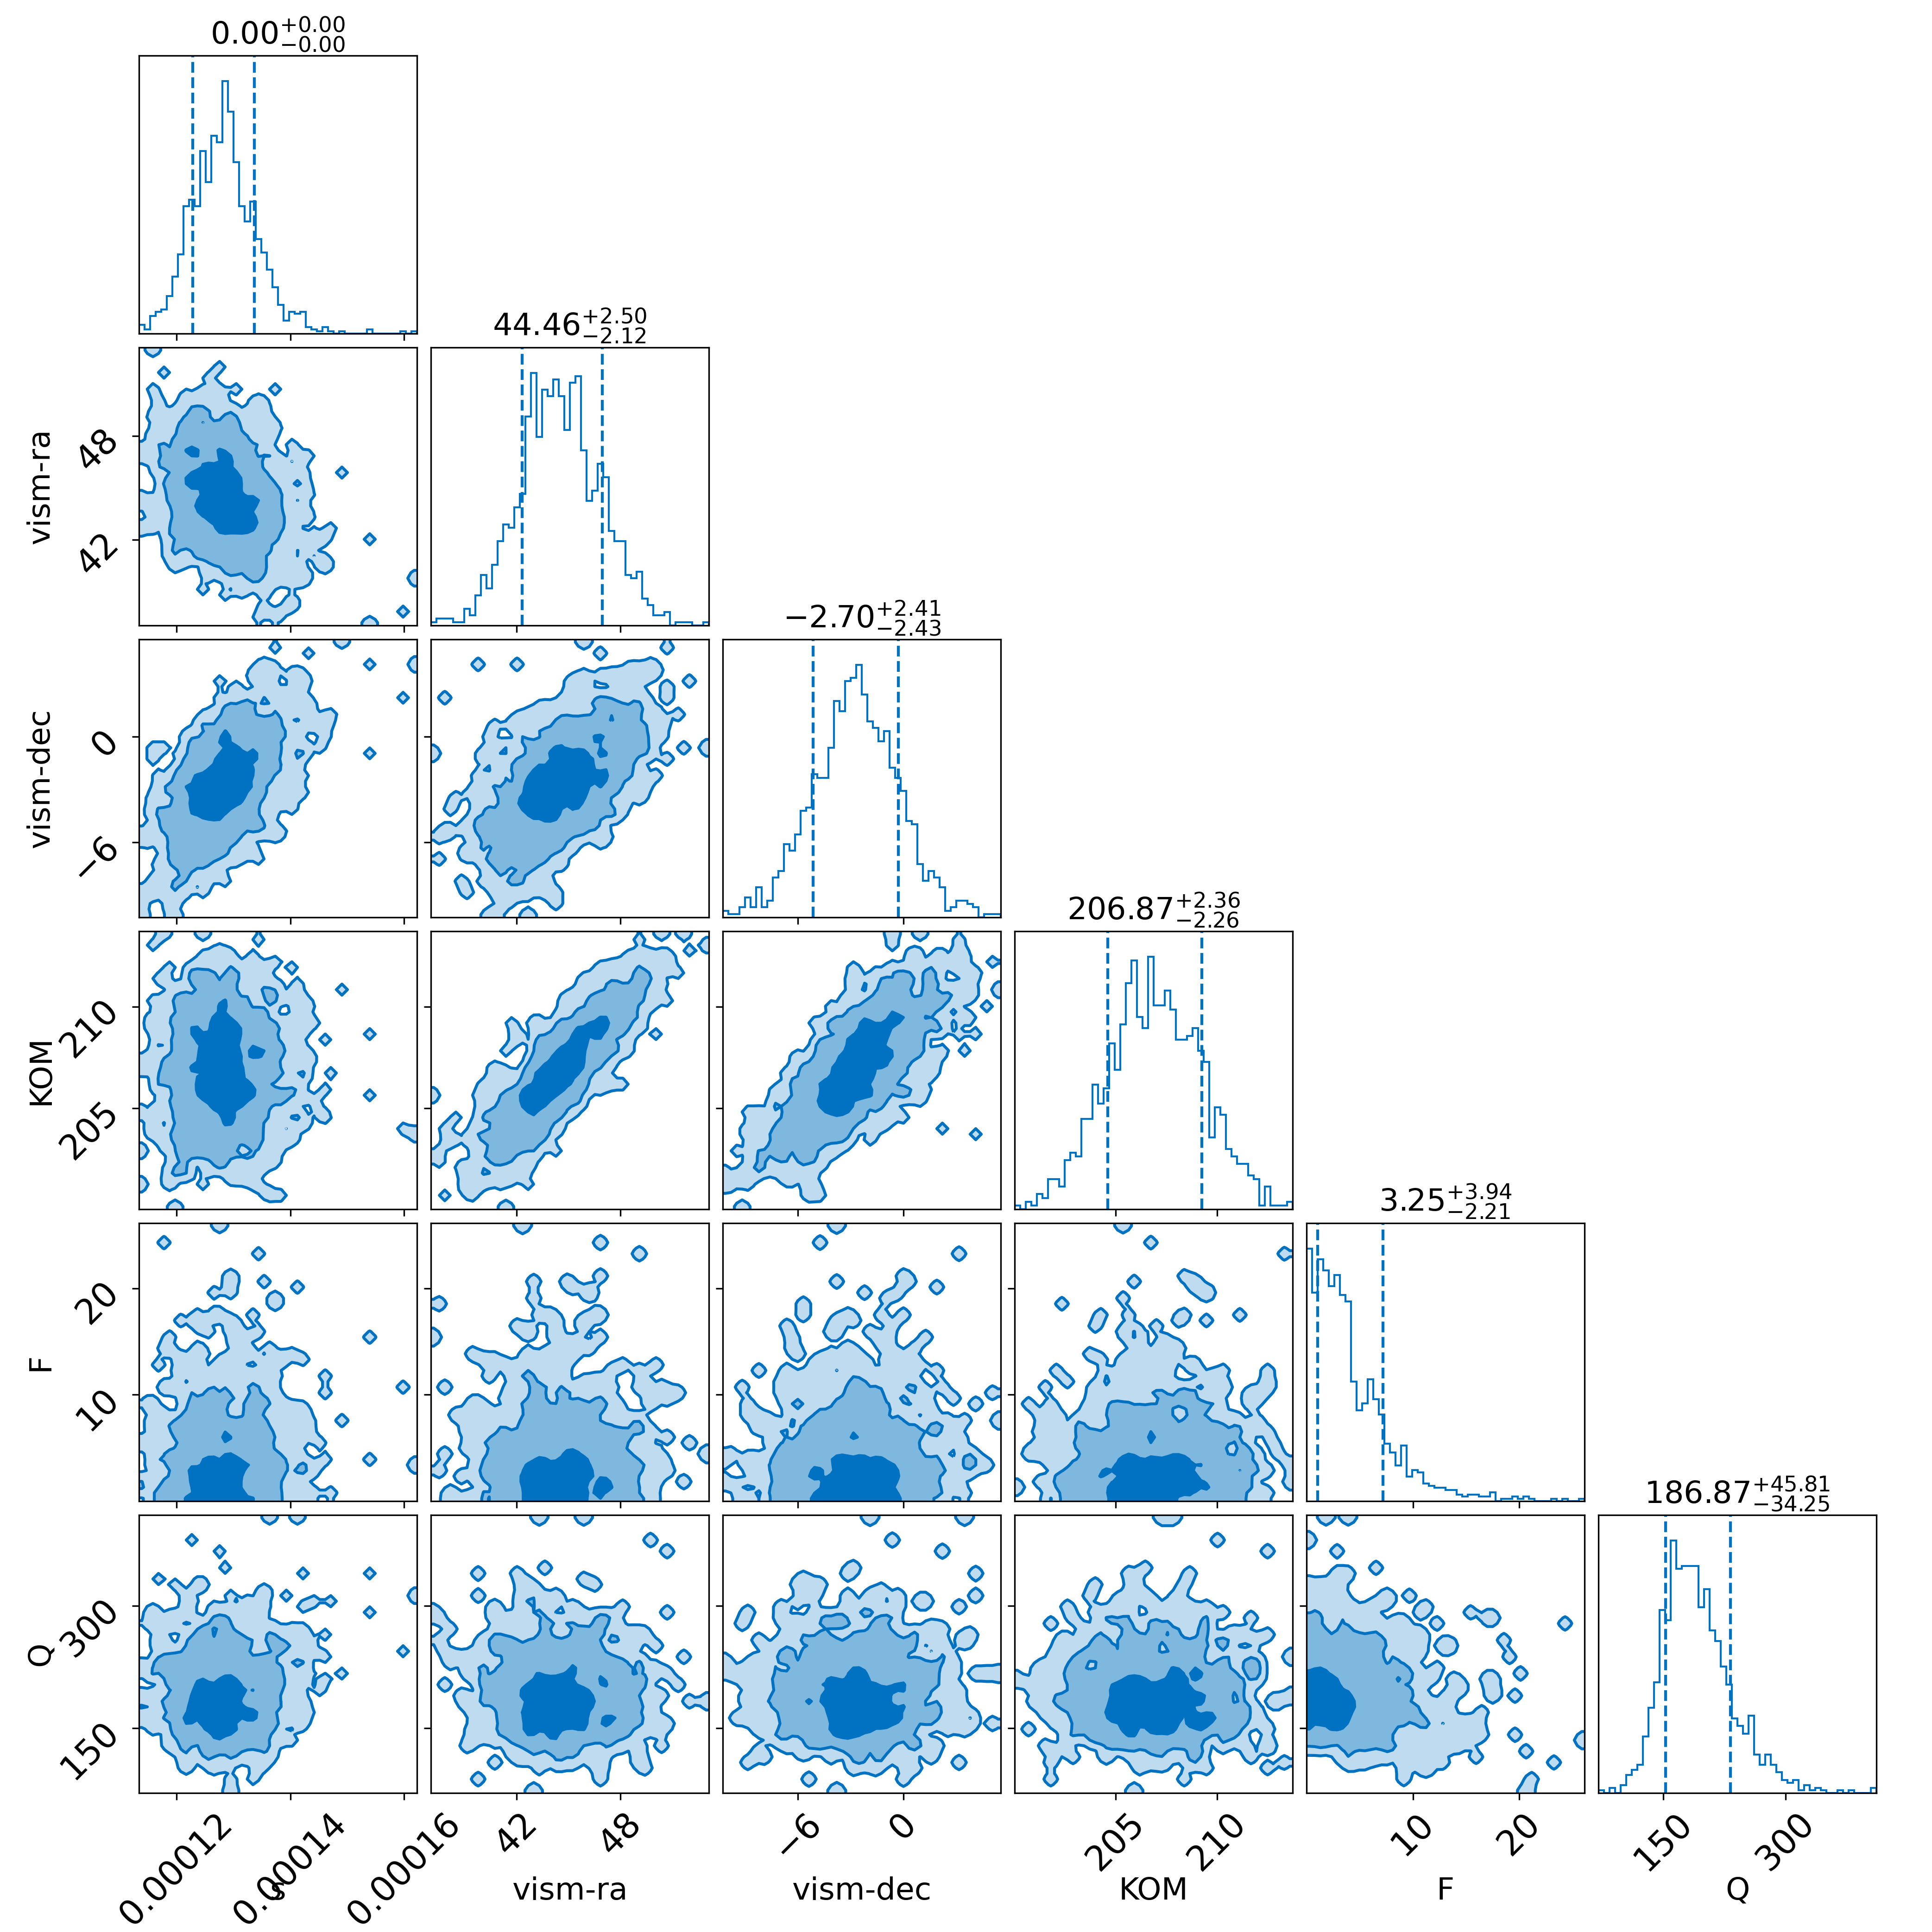 0.00+0.00−0.00
44.46+2.50−2.12
vism-ra
48
42
−2.70+2.41−2.43
vism-dec
0
−6
206.87+2.36−2.26
KOM
210
205
3.25+3.94−2.21
F
20
10
186.87+45.81−34.25
Q
300
150
0.00012 0.00014 0.00016 42 48 −6 0 205 210 10 20 150 300
s vism-ra vism-dec KOM F Q